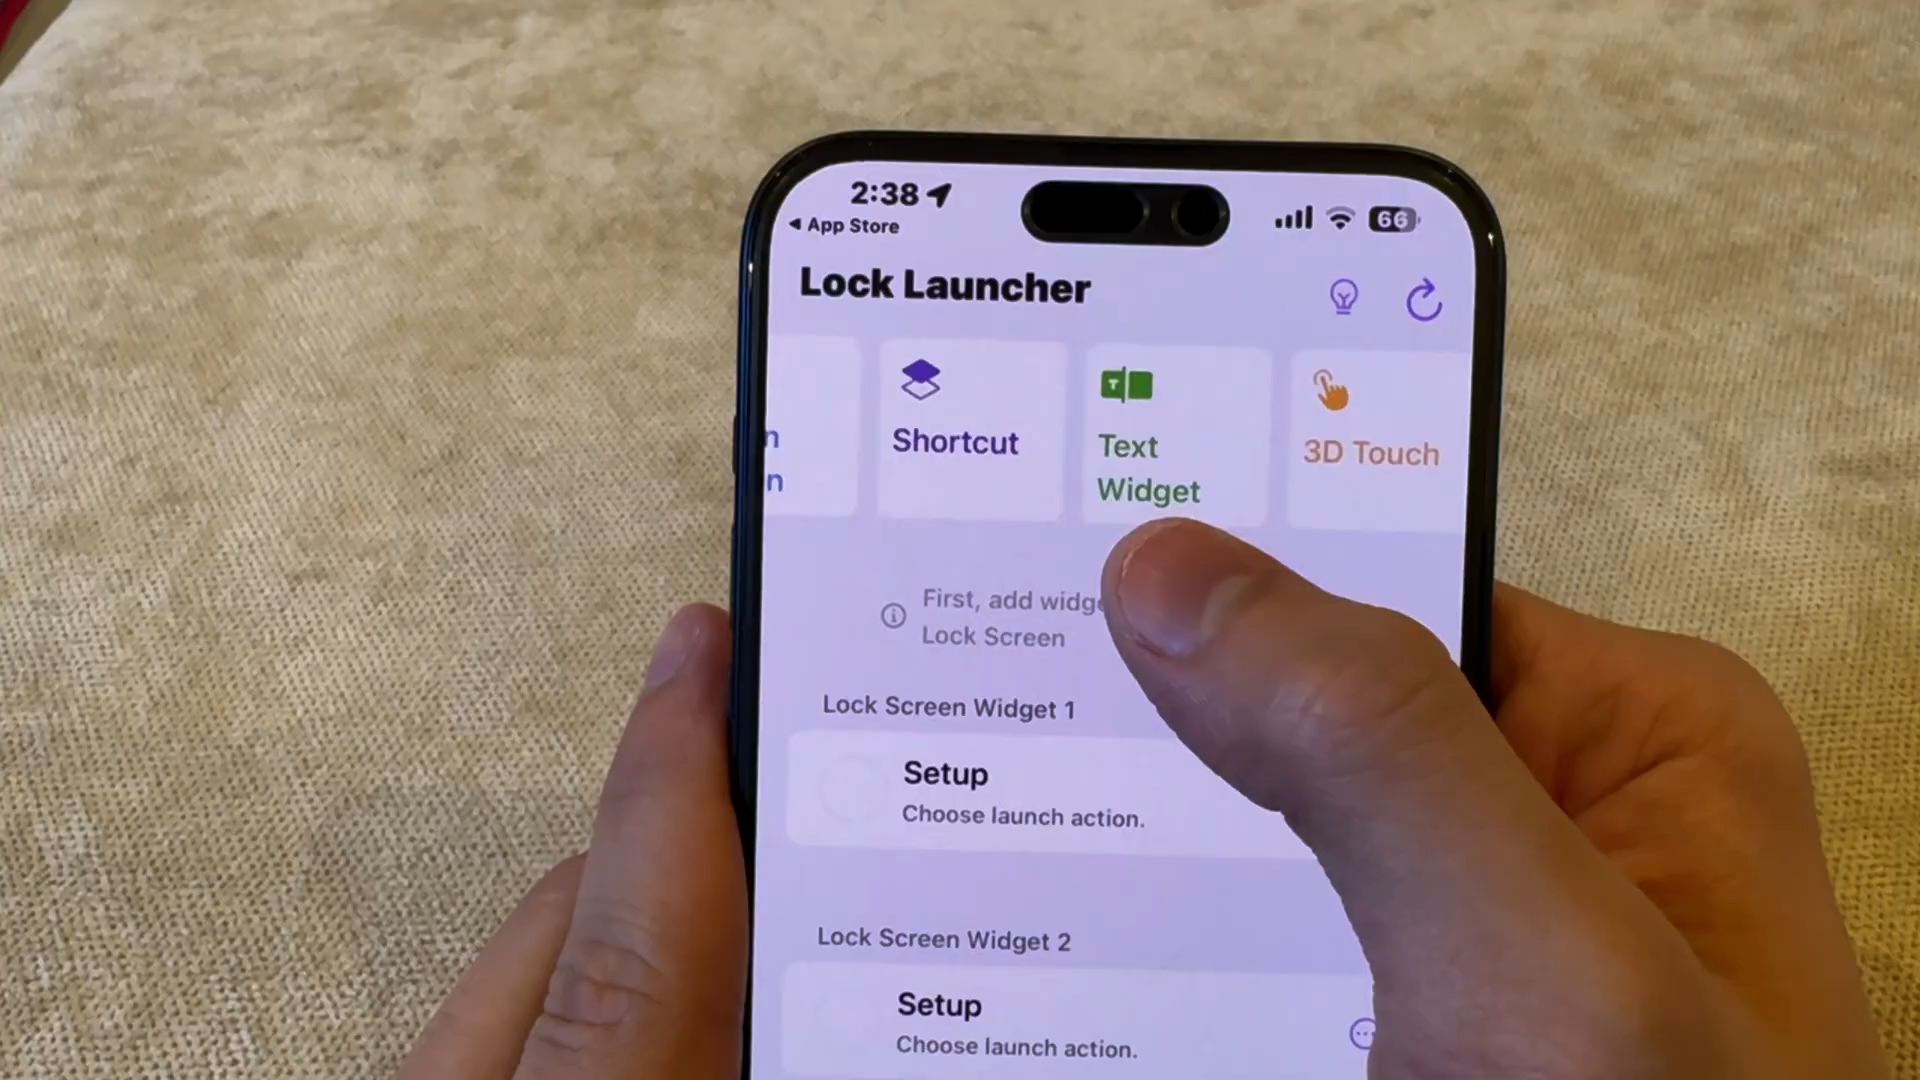 2:38
App Store
66
Lock Launcher
n
n
Shortcut
T
Text
Widget
3D Touch
First, add
Lock Screen
Lock Screen Widget 1
Setup
Choose launch action.
Lock Screen Widget 2
Setup
Choose launch action.